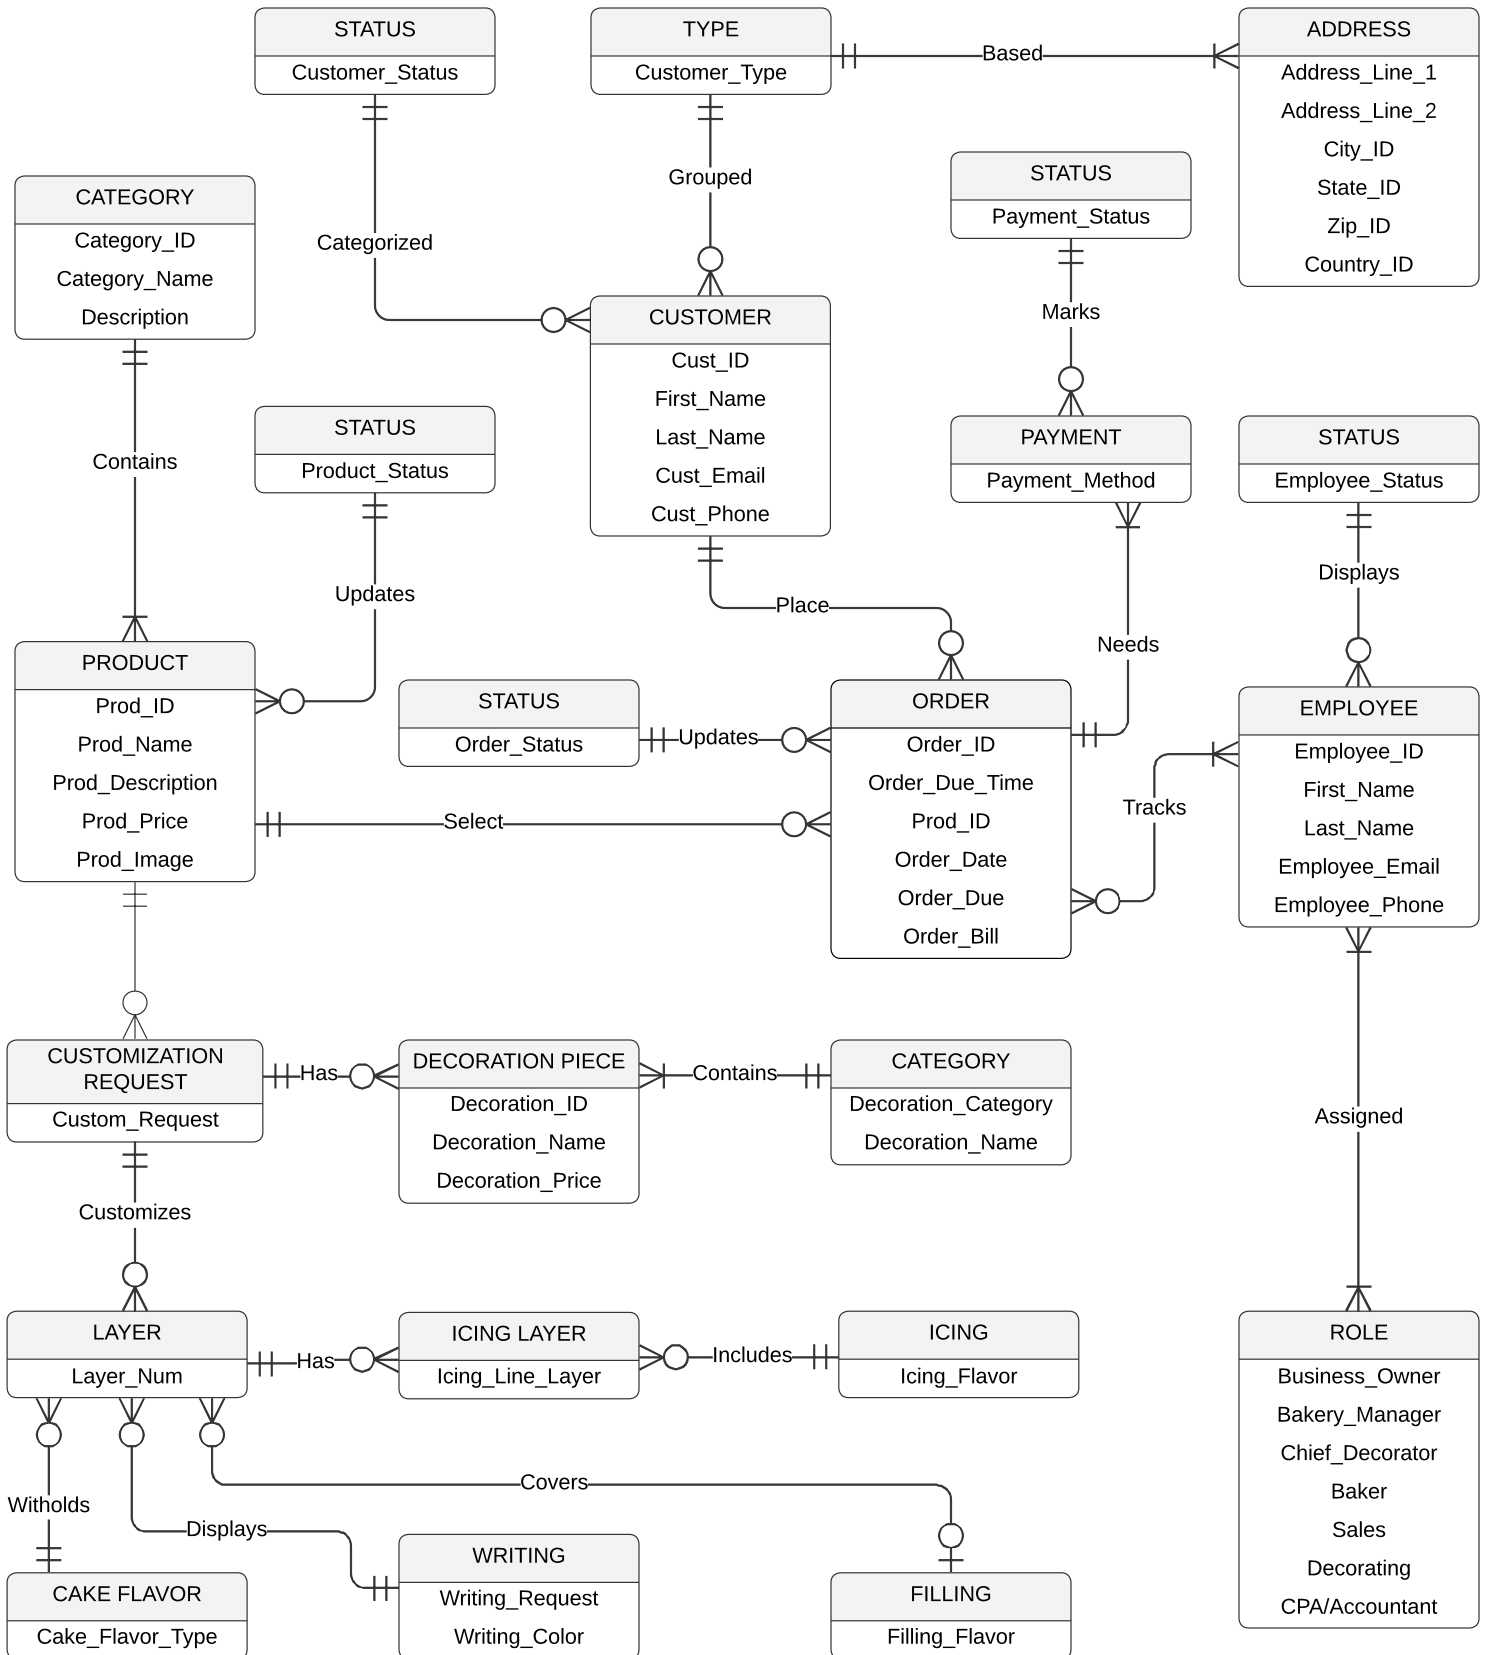 STATUS
Customer_Status
TYPE
Customer_Type
Based
ADDRESS
Address_Line_1
Address_Line_2
City_ID
State_ID
Zip_ID
Country_ID
Categorized
Grouped
STATUS
Payment_Status
Marks
CATEGORY
Category_ID
Category_Name
Description
Contains
STATUS
Product_Status
Updates
CUSTOMER
Cust_ID
First_Name
Last_Name
Cust_Email
Cust_Phone
Place
PAYMENT
Payment_Method
Needs
STATUS
Employee_Status
Displays
PRODUCT
Prod_ID
Prod_Name
Prod_Description
Prod_Price
Prod_Image
STATUS
Order_Status
Updates
Select
ORDER
Order_ID
Order_Due_Time
Prod_ID
Order_Date
Order_Due
Order_Bill
Tracks
EMPLOYEE
Employee_ID
First_Name
Last_Name
Employee_Email
Employee_Phone
Assigned
CUSTOMIZATION
REQUEST
Custom_Request
Has
DECORATION PIECE
Decoration_ID
Decoration_Name
Decoration_Price
Contains
CATEGORY
Decoration_Category
Decoration_Name
Customizes
LAYER
Layer_Num
Has
ICING LAYER
Icing_Line_Layer
Includes
ICING
Icing_Flavor
ROLE
Business_Owner
Bakery_Manager
Chief_Decorator
Baker
Sales
Decorating
CPA/Accountant
Covers
Witholds
Displays
CAKE FLAVOR
Cake_Flavor_Type
WRITING
Writing_Request
Writing_Color
FILLING
Filling_Flavor